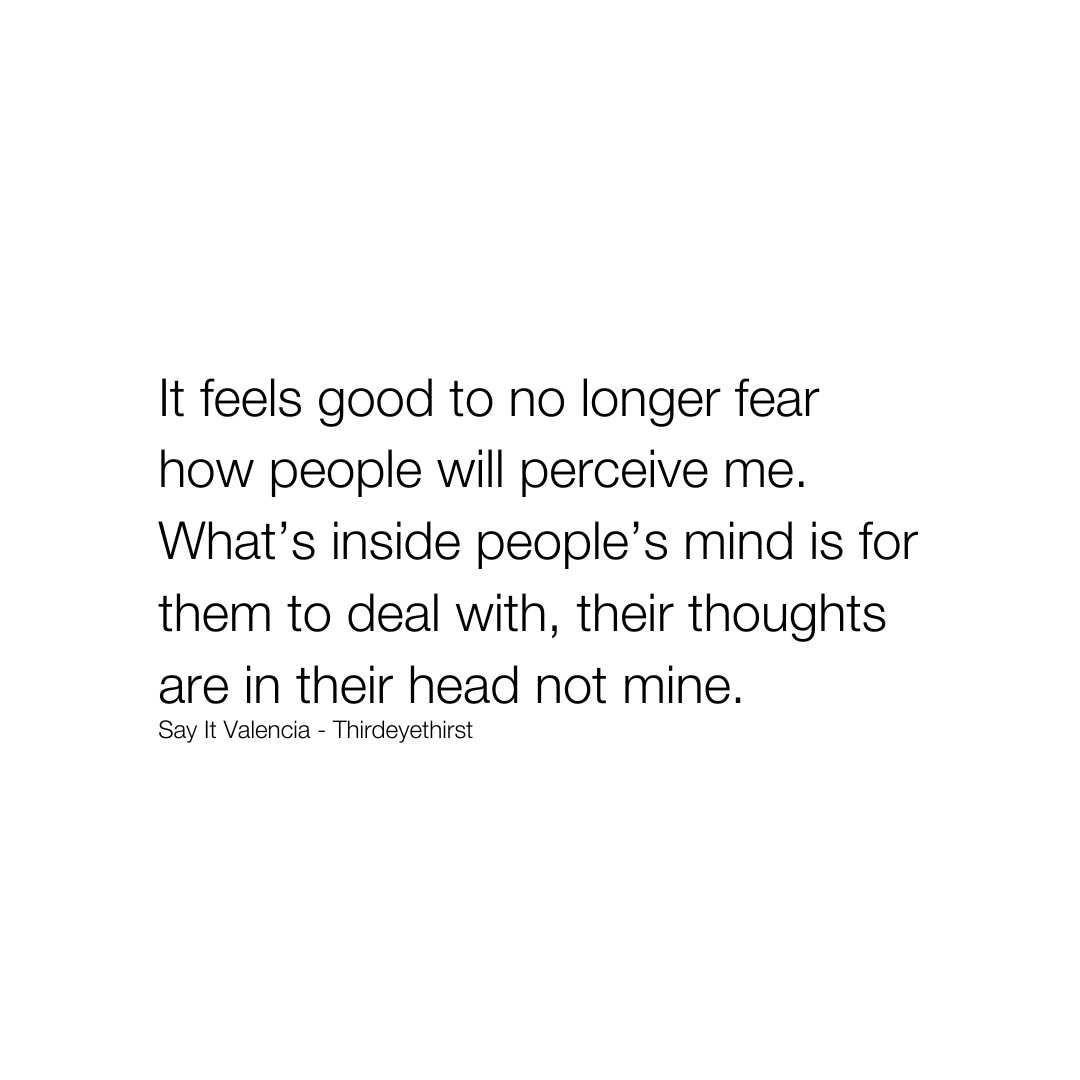 It feels good to no longer fear
how people will perceive me.
What’s inside people’s mind is for
them to deal with, their thoughts
are in their head not mine.
Say It Valencia - Thirdeyethirst